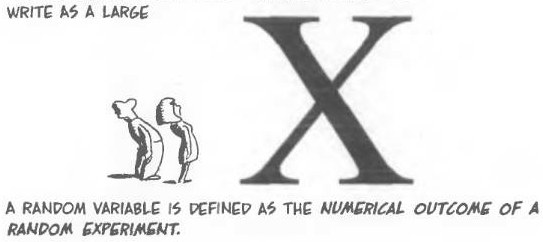 WRITE AS A LARGE
X
A RANDOM VARIABLE IS DEFINED AS THE NUMERICAL OUTCOME OF A
RANDOM EXPERIMENT.